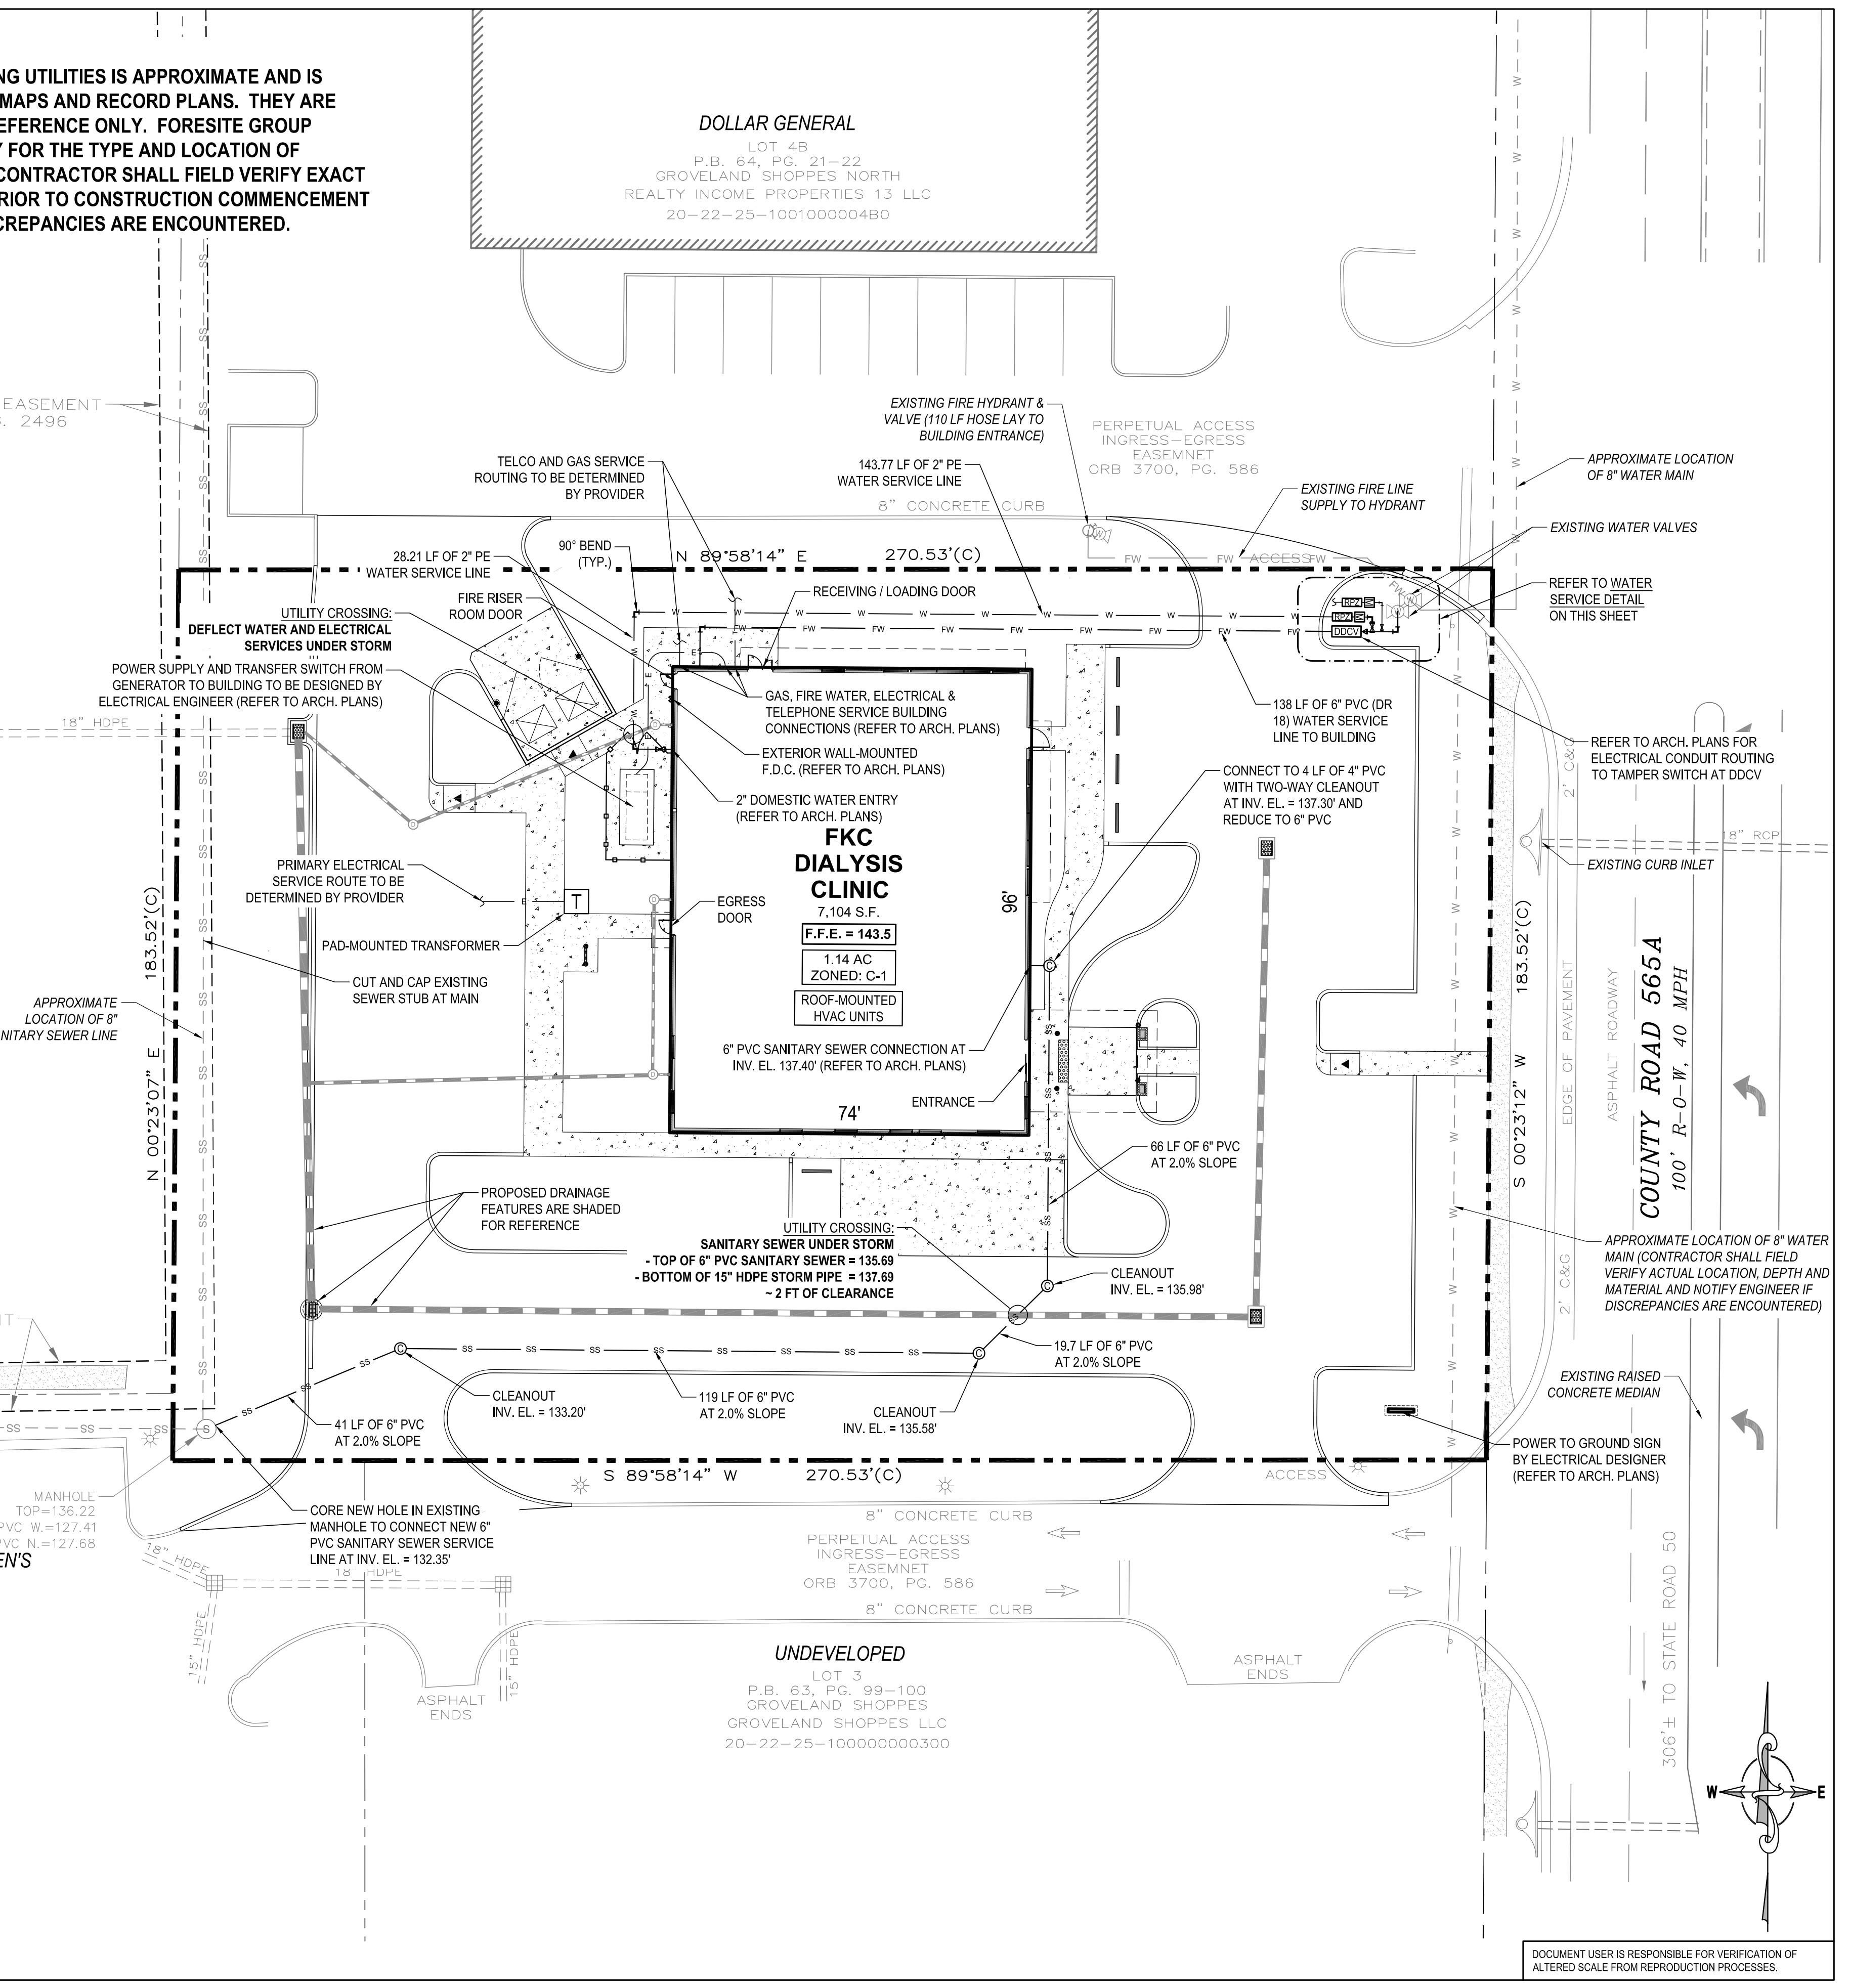 NG UTILITIES IS APPROXIMATE AND IS
MAPS AND RECORD PLANS. THEY ARE
EFERENCE ONLY. FORESITE GROUP
Y FOR THE TYPE AND LOCATION OF
CONTRACTOR SHALL FIELD VERIFY EXACT
RIOR TO CONSTRUCTION COMMENCEMENT
CREPANCIES ARE ENCOUNTERED.
DOLLAR GENERAL
LOT 4B
P.B. 64, PG. 21-22
GROVELAND SHOPPES NORTH
REALTY INCOME PROPERTIES 13 LLC
20-22-25-1001000004B0
EASEMENT
. 2496
EXISTING FIRE HYDRANT &
VALVE (110 LF HOSE LAY TO
BUILDING ENTRANCE)
PERPETUAL ACCESS
INGRESS-EGRESS
EASEMNET
ORB 3700, PG. 586
TELCO AND GAS SERVICE
ROUTING TO BE DETERMINED
BY PROVIDER
143.77 LF OF 2" PE
WATER SERVICE LINE
APPROXIMATE LOCATION
OF 8" WATER MAIN
EXISTING FIRE LINE
SUPPLY TO HYDRANT
8" CONCRETE CURB
EXISTING WATER VALVES
28.21 LF OF 2" PE
WATER SERVICE LINE
90° BEND
(TYP.)
N 89°58'14" E 270.53'(C)
ACCESS
FIRE RISER
ROOM DOOR
RECEIVING / LOADING DOOR
REFER TO WATER
SERVICE DETAIL
ON THIS SHEET
RPZ
RPZ
DDCV
UTILITY CROSSING:
DEFLECT WATER AND ELECTRICAL
SERVICES UNDER STORM
POWER SUPPLY AND TRANSFER SWITCH FROM
GENERATOR TO BUILDING TO BE DESIGNED BY
ELECTRICAL ENGINEER (REFER TO ARCH. PLANS)
GAS, FIRE WATER, ELECTRICAL &
TELEPHONE SERVICE BUILDING
CONNECTIONS (REFER TO ARCH. PLANS)
138 LF OF 6" PVC (DR
18) WATER SERVICE
LINE TO BUILDING
18" HDPE
EXTERIOR WALL-MOUNTED
F.D.C. (REFER TO ARCH. PLANS)
REFER TO ARCH. PLANS FOR
ELECTRICAL CONDUIT ROUTING
TO TAMPER SWITCH AT DDCV
CONNECT TO 4 LF OF 4" PVC
WITH TWO-WAY CLEANOUT
AT INV. EL. = 137.30' AND
REDUCE TO 6" PVC
2" DOMESTIC WATER ENTRY
(REFER TO ARCH. PLANS)
FKC
DIALYSIS
CLINIC
7,104 S.F.
F.F.E. = 143.5
1.14 AC
ZONED: C-1
ROOF-MOUNTED
HVAC UNITS
96'
74'
2' C&G
18" RCP
EXISTING CURB INLET
PRIMARY ELECTRICAL
SERVICE ROUTE TO BE
DETERMINED BY PROVIDER
T
EGRESS
DOOR
PAD-MOUNTED TRANSFORMER
CUT AND CAP EXISTING
SEWER STUB AT MAIN
APPROXIMATE
LOCATION OF 8"
NITARY SEWER LINE
N 00°23'07" E 183.52'(C)
S 00°23'12" W 183.52'(C)
EDGE OF PAVEMENT
ASPHALT ROADWAY
COUNTY ROAD 565A
100' R-O-W, 40 MPH
6" PVC SANITARY SEWER CONNECTION AT
INV. EL. 137.40' (REFER TO ARCH. PLANS)
ENTRANCE
66 LF OF 6" PVC
AT 2.0% SLOPE
PROPOSED DRAINAGE
FEATURES ARE SHADED
FOR REFERENCE
UTILITY CROSSING:
SANITARY SEWER UNDER STORM
- TOP OF 6" PVC SANITARY SEWER = 135.69
- BOTTOM OF 15" HDPE STORM PIPE = 137.69
~ 2 FT OF CLEARANCE
CLEANOUT
INV. EL. = 135.98'
APPROXIMATE LOCATION OF 8" WATER
MAIN (CONTRACTOR SHALL FIELD
VERIFY ACTUAL LOCATION, DEPTH AND
MATERIAL AND NOTIFY ENGINEER IF
DISCREPANCIES ARE ENCOUNTERED)
2' C&G
19.7 LF OF 6" PVC
AT 2.0% SLOPE
EXISTING RAISED
CONCRETE MEDIAN
CLEANOUT
INV. EL. = 133.20'
119 LF OF 6" PVC
AT 2.0% SLOPE
CLEANOUT
INV. EL. = 135.58'
41 LF OF 6" PVC
AT 2.0% SLOPE
POWER TO GROUND SIGN
BY ELECTRICAL DESIGNER
(REFER TO ARCH. PLANS)
S 89°58'14" W 270.53'(C)
ACCESS
MANHOLE
TOP=136.22
PVC W.=127.41
PVC N.=127.68
EN'S
CORE NEW HOLE IN EXISTING
MANHOLE TO CONNECT NEW 6"
PVC SANITARY SEWER SERVICE
LINE AT INV. EL. = 132.35'
8" CONCRETE CURB
PERPETUAL ACCESS
INGRESS-EGRESS
EASEMNET
ORB 3700, PG. 586
8" CONCRETE CURB
18" HDPE
18" HDPE
15" HDPE
15" HDPE
ASPHALT
ENDS
UNDEVELOPED
LOT 3
P.B. 63, PG. 99-100
GROVELAND SHOPPES
GROVELAND SHOPPES LLC
20-22-25-100000000300
ASPHALT
ENDS
306'± TO STATE ROAD 50
W E
DOCUMENT USER IS RESPONSIBLE FOR VERIFICATION OF
ALTERED SCALE FROM REPRODUCTION PROCESSES.